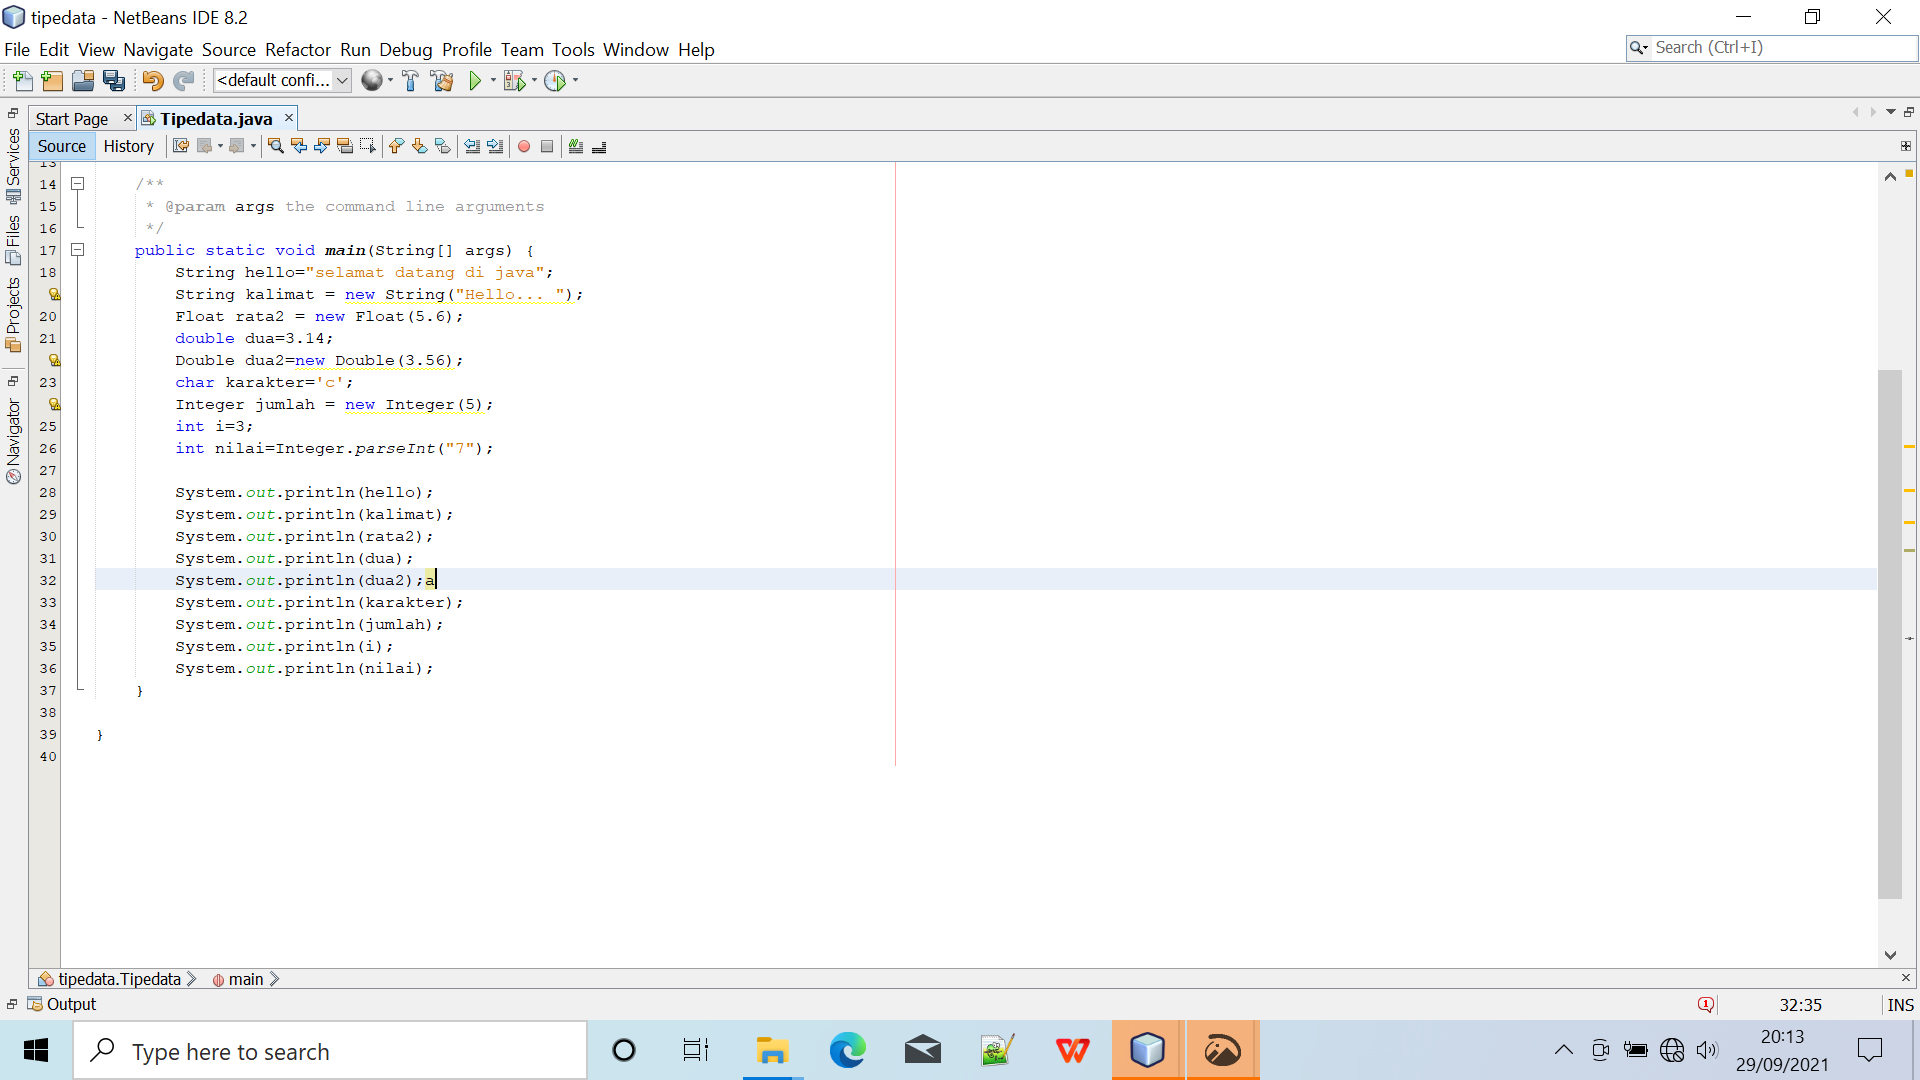 tipedata - NetBeans IDE 8.2
File Edit View Navigate Source Refactor Run Debug Profile Team Tools Window Help
Search (Ctrl+I)
<default confi...
Start Page
Tipedata.java
Source History
Services
Files
Projects
Navigator
13
14 /**
15 * @param args the command line arguments
16 */
17 public static void main(String[] args) {
18 String hello="selamat datang di java";
String kalimat = new String("Hello... ");
20 Float rata2 = new Float(5.6);
21 double dua=3.14;
Double dua2=new Double(3.56);
23 char karakter='c';
Integer jumlah = new Integer(5);
25 int i=3;
26 int nilai=Integer.parseInt("7");
27
28 System.out.println(hello);
29 System.out.println(kalimat);
30 System.out.println(rata2);
31 System.out.println(dua);
32 System.out.println(dua2);a
33 System.out.println(karakter);
34 System.out.println(jumlah);
35 System.out.println(i);
36 System.out.println(nilai);
37 }
38
39 }
40
tipedata.Tipedata main
Output
32:35 INS
Type here to search
20:13
29/09/2021